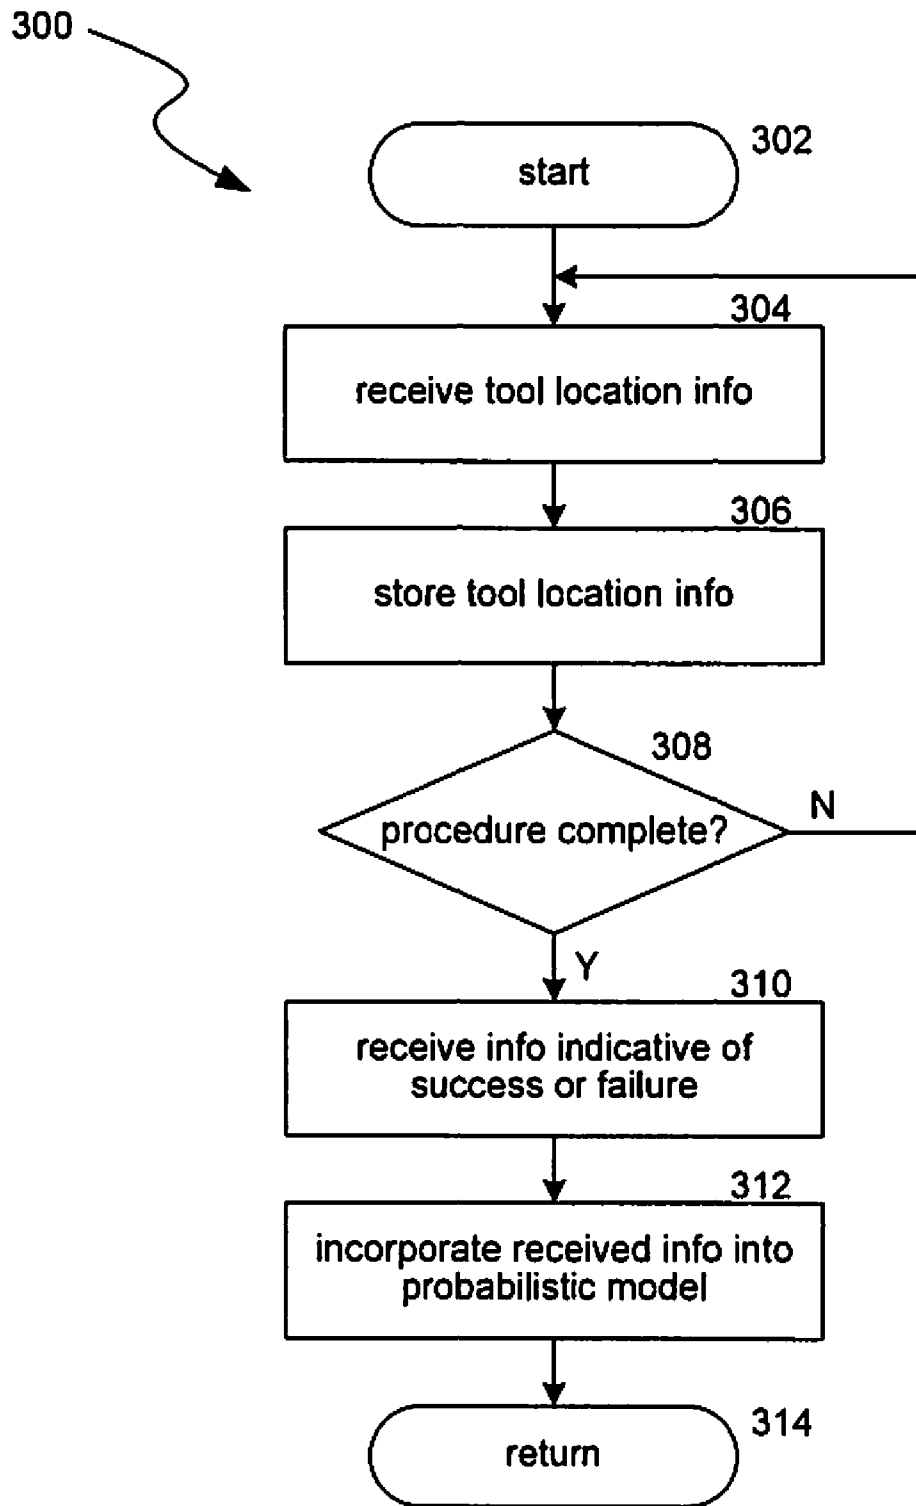 300
302
start
304
receive tool location info
306
store tool location info
308
procedure complete?
N
Y
310
receive info indicative of
success or failure
312
incorporate received info into
probabilistic model
314
return